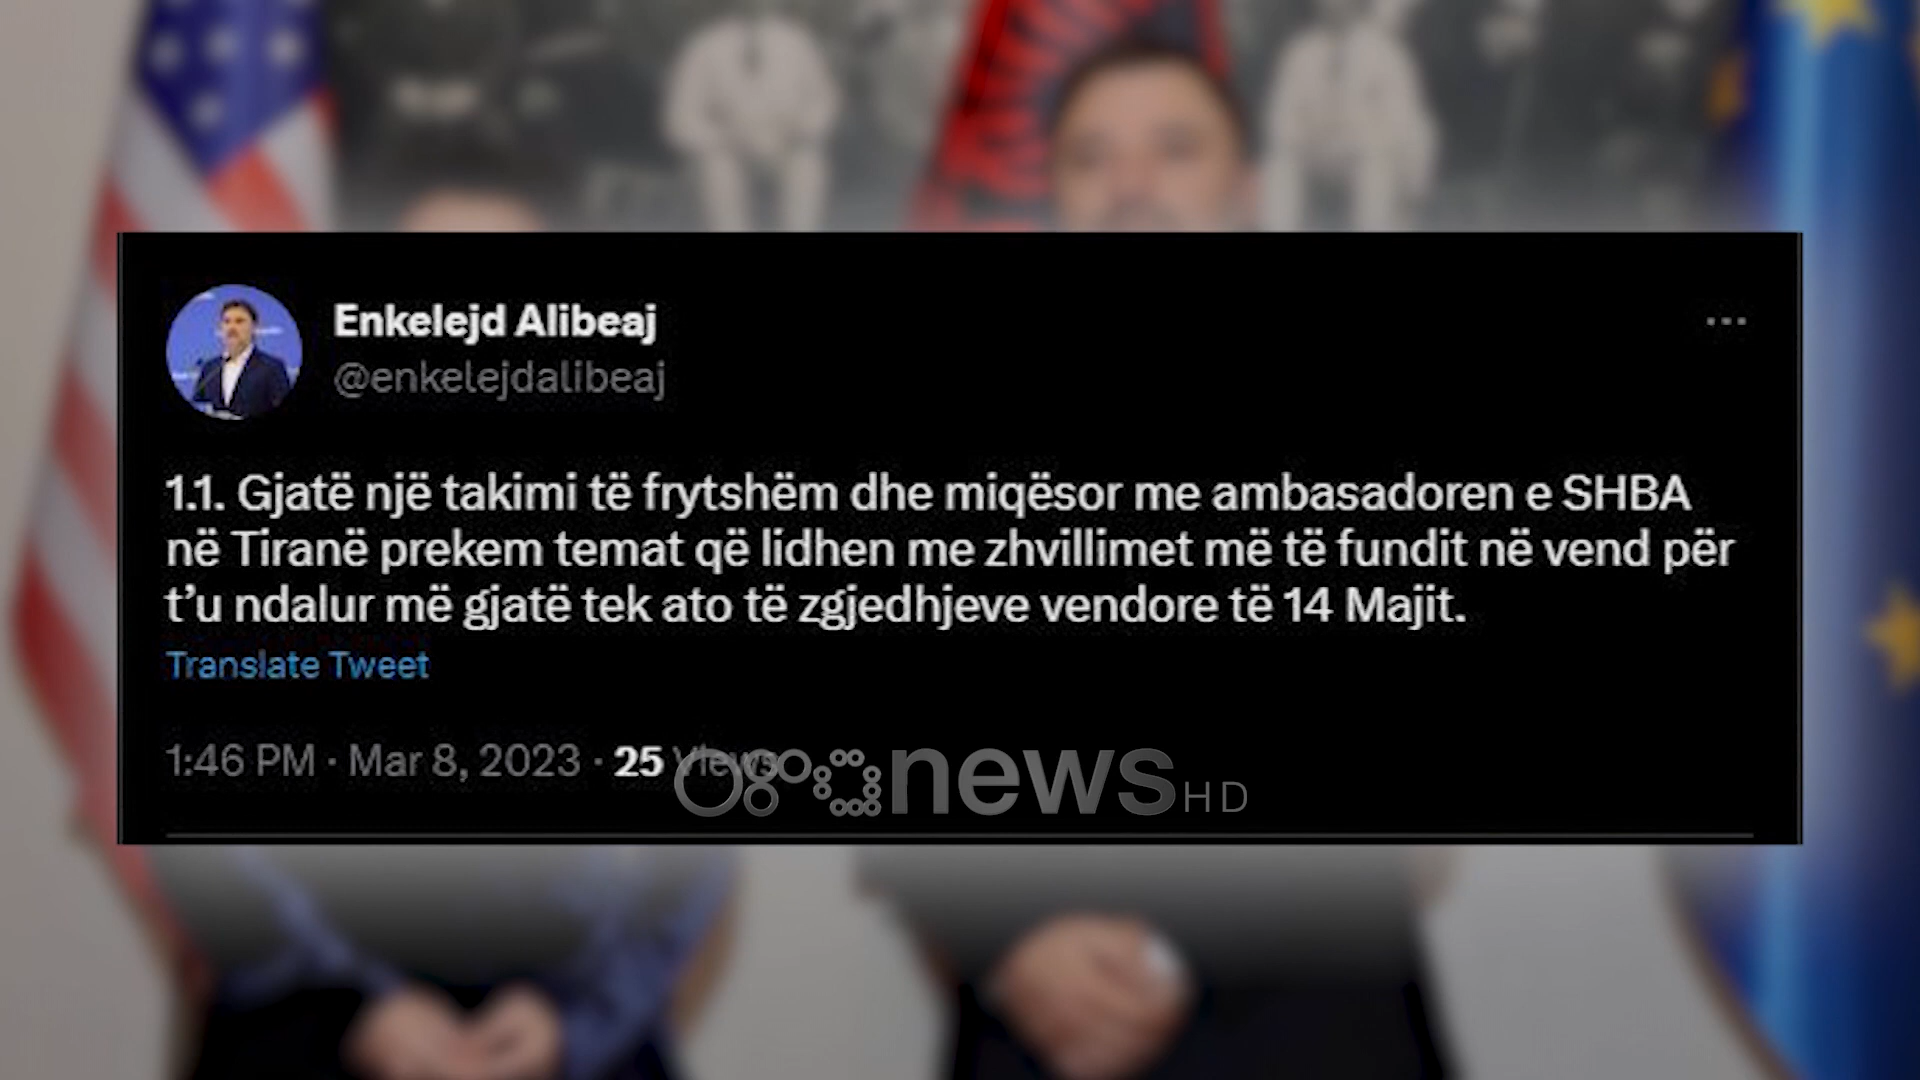 Enkelejd Alibeaj
@enkelejdalibeaj
1.1. Gjatë një takimi të frytshëm dhe miqësor me ambasadoren e SHBA
në Tiranë prekem temat që lidhen me zhvillimet më të fundit në vend për
t’u ndalur më gjatë tek ato të zgjedhjeve vendore të 14 Majit.
Translate Tweet
1:46 PM · Mar 8, 2023 · 25 Views
ora news HD